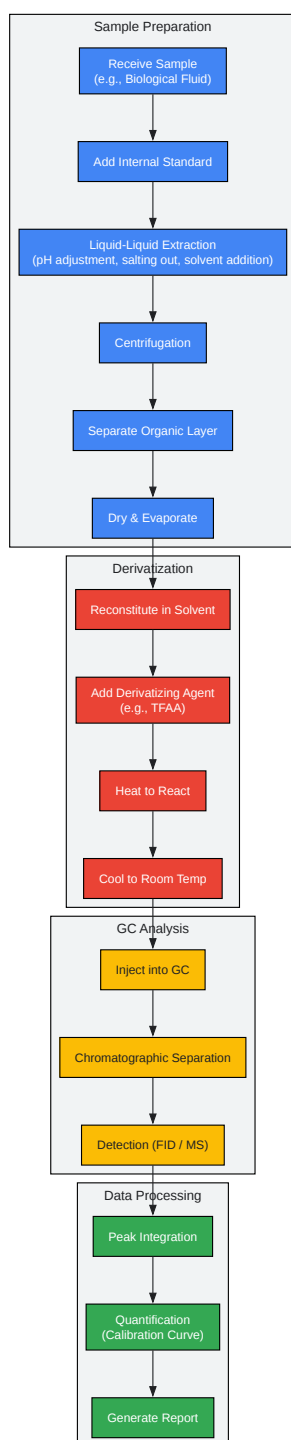 Sample Preparation
Receive Sample
(e.g., Biological Fluid)
Add Internal Standard
Liquid-Liquid Extraction
(pH adjustment, salting out, solvent addition)
Centrifugation
Separate Organic Layer
Dry & Evaporate
Derivatization
Reconstitute in Solvent
Add Derivatizing Agent
(e.g., TFAA)
Heat to React
Cool to Room Temp
GC Analysis
Inject into GC
Chromatographic Separation
Detection (FID / MS)
Data Processing
Peak Integration
Quantification
(Calibration Curve)
Generate Report